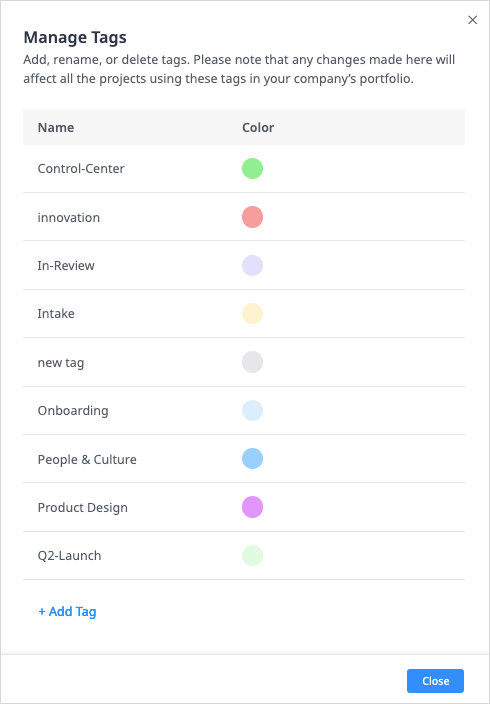 Manage Tags
Add, rename, or delete tags. Please note that any changes made here will
affect all the projects using these tags in your company’s portfolio.
Name Color
Control-Center
innovation
In-Review
Intake
new tag
Onboarding
People & Culture
Product Design
Q2-Launch
+ Add Tag
Close